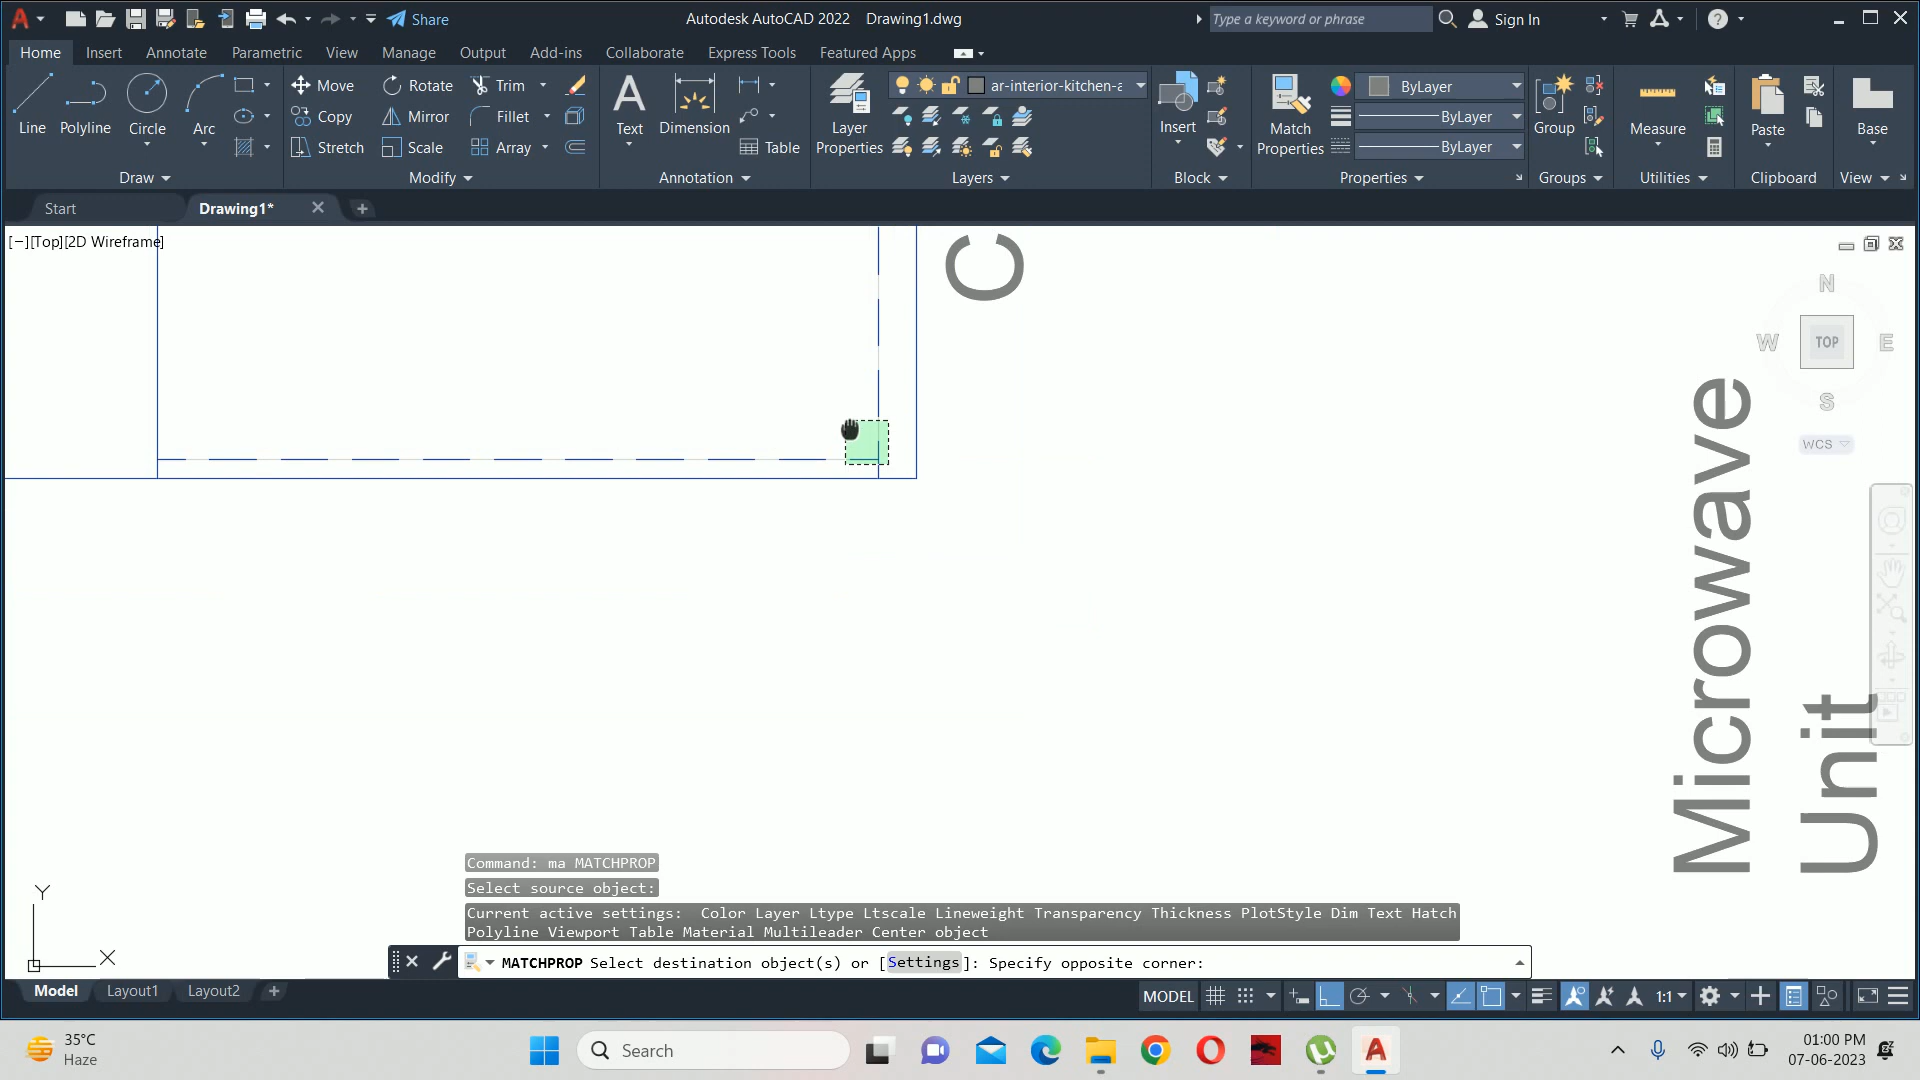 Share
Autodesk AutoCAD 2022 Drawing1.dwg
Type a keyword or phrase
Sign In
Home Insert Annotate Parametric View Manage Output Add-ins Collaborate Express Tools Featured Apps
Line
Polyline
Circle
Arc
Draw
Move Rotate Trim
Copy Mirror Fillet
Stretch Scale Array
Modify
Text
Dimension
Table
Annotation
Layer
Properties
ar-interior-kitchen-a
Layers
Insert
Block
Match
Properties
ByLayer
ByLayer
ByLayer
Properties
Group
Groups
Measure
Utilities
Paste
Clipboard
Base
View
Start
Drawing1*
[−][Top][2D Wireframe]
C
N
W TOP E
S
WCS
Microwave
Unit
Y
X
Command: ma MATCHPROP
Select source object:
Current active settings: Color Layer Ltype Ltscale Lineweight Transparency Thickness PlotStyle Dim Text Hatch
Polyline Viewport Table Material Multileader Center object
MATCHPROP Select destination object(s) or [Settings]: Specify opposite corner:
Model Layout1 Layout2
MODEL
1:1
35°C
Haze
Search
01:00 PM
07-06-2023